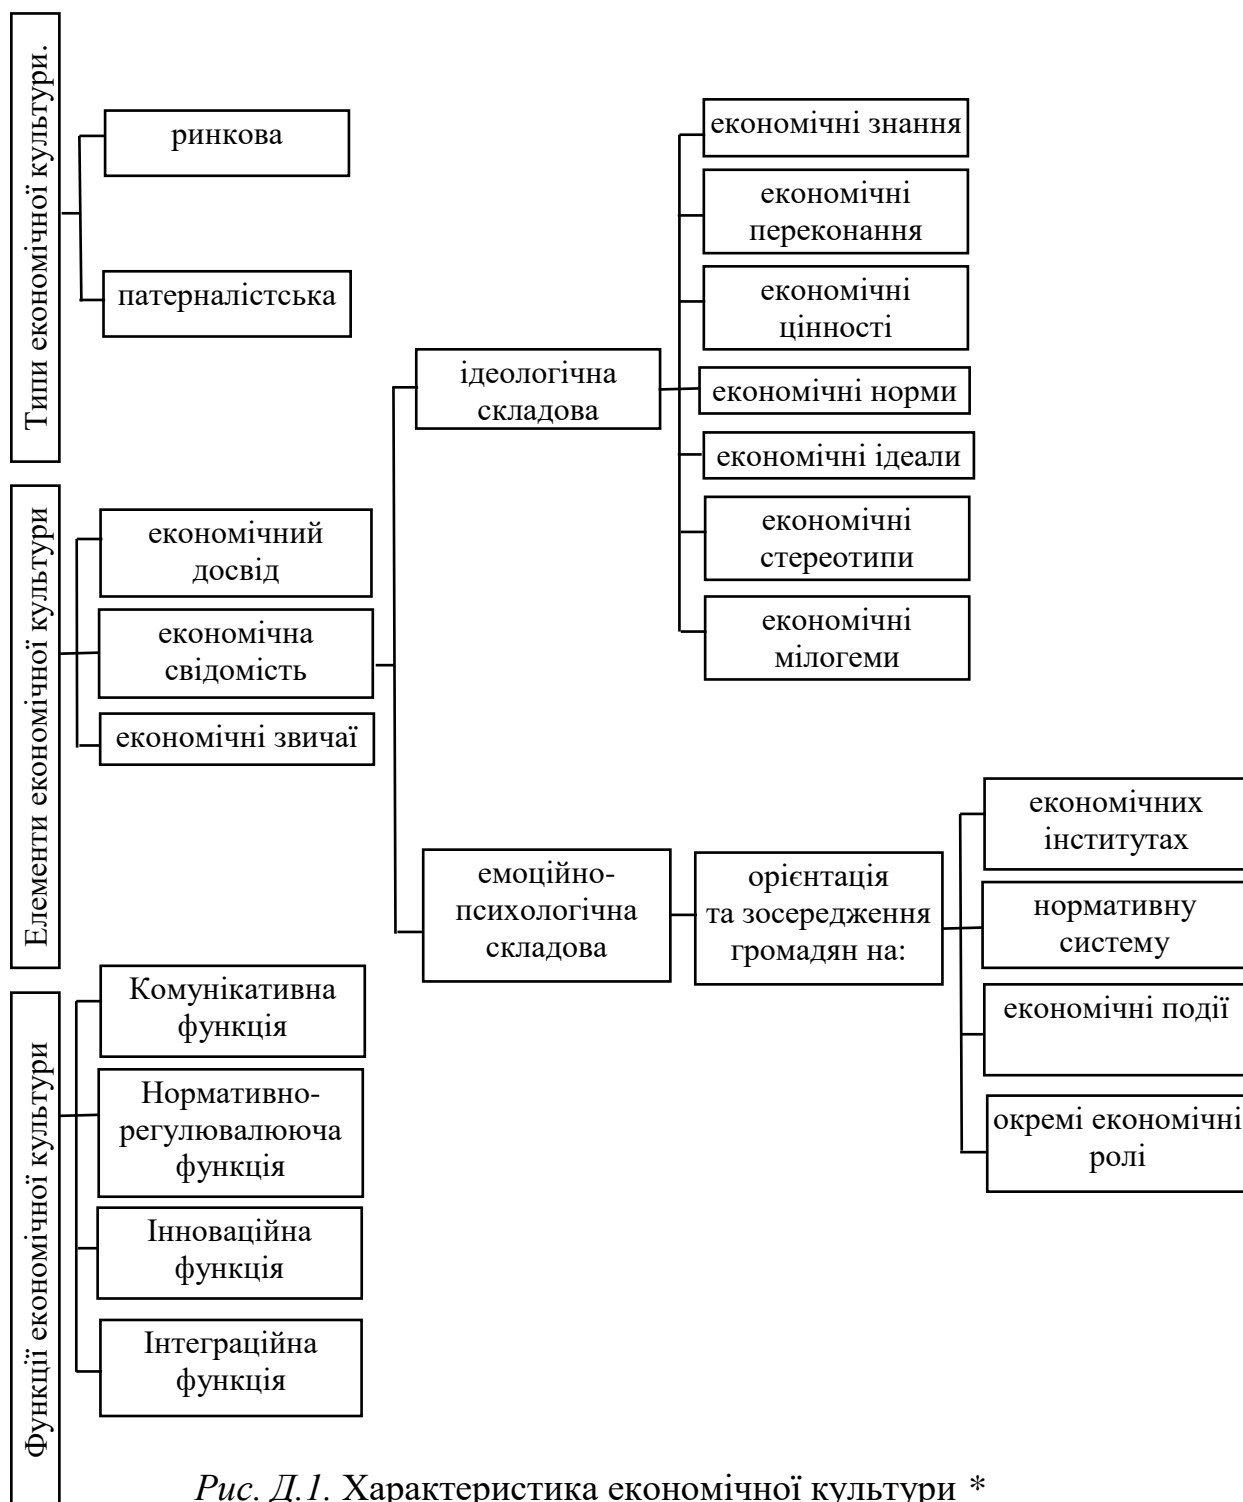 Типи економічної культури.
ринкова
патерналістська
Елементи економічної культури
економічний
досвід
економічна
свідомість
економічні звичаї
ідеологічна
складова
економічні знання
економічні
переконання
економічні
цінності
економічні норми
економічні ідеали
економічні
стереотипи
економічні
мілогеми
емоційно-
психологічна
складова
орієнтація
та зосередження
громадян на:
економічних
інститутах
нормативну
систему
економічні події
окремі економічні
ролі
Функції економічної культури
Комунікативна
функція
Нормативно-
регулювалююча
функція
Інноваційна
функція
Інтеграційна
функція
Рис. Д.1. Характеристика економічної культури *